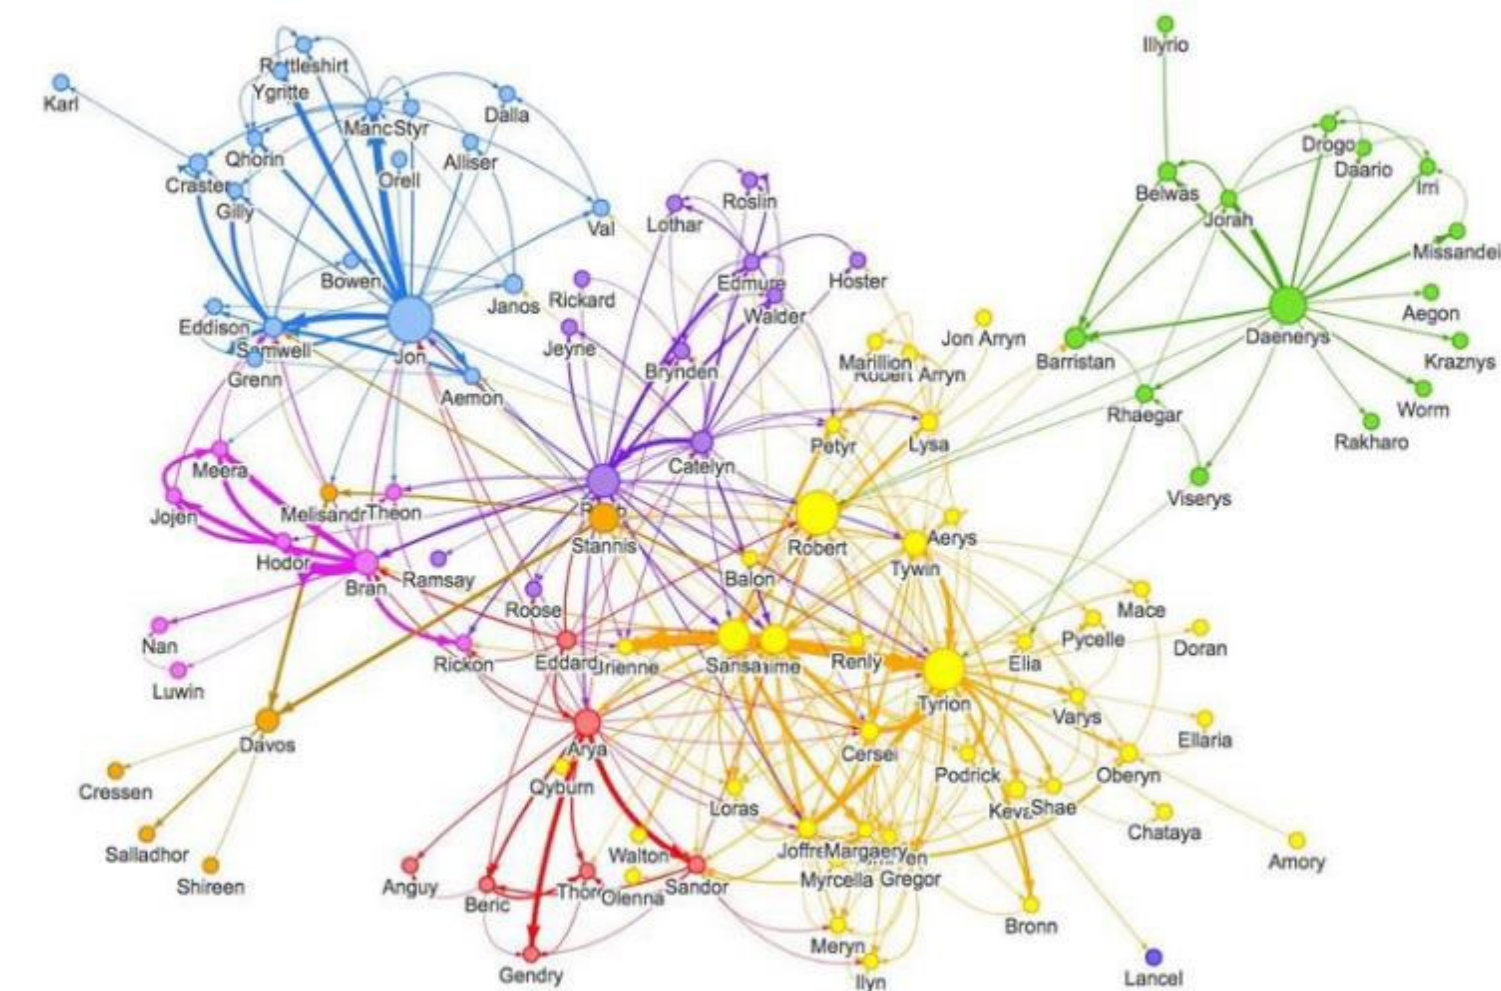 Illyrio
Rattleshirt
Ygritte
Karl
Dalla
Styr
Drogo
Qhorin
Alliser
Daario
Orell
Craster
Irri
Belwas
Roslin
Gilly
Jorah
Lothar
Val
Missandei
Bowen
Edmure
Hoster
Rickard
Janos
Aegon
Walder
Eddison
Daenerys
Jon Arryn
Jeyne
Samwell
Jon
Marillion
Barristan
Kraznys
Brynden
Robert Arryn
Grenn
Aemon
Worm
Rhaegar
Rakharo
Petyr
Lysa
Catelyn
Meera
Viserys
Jojen
Theon
Stannis
Robert
Aerys
Hodor
Tywin
Balon
Ramsay
Bran
Roose
Mace
Pycelle
Nan
Doran
Rickon
Eddard
Sansa
Renly
Elia
Luwin
Tyrion
Varys
Ellaria
Davos
Arya
Cersei
Podrick
Oberyn
Cressen
Qyburn
Loras
Shae
Chataya
Salladhor
Walton
Margaery
Amory
Shireen
Anguy
Myrcella
Gregor
Sandor
Olenna
Beric
Bronn
Meryn
Gendry
Lancel
Ilyn